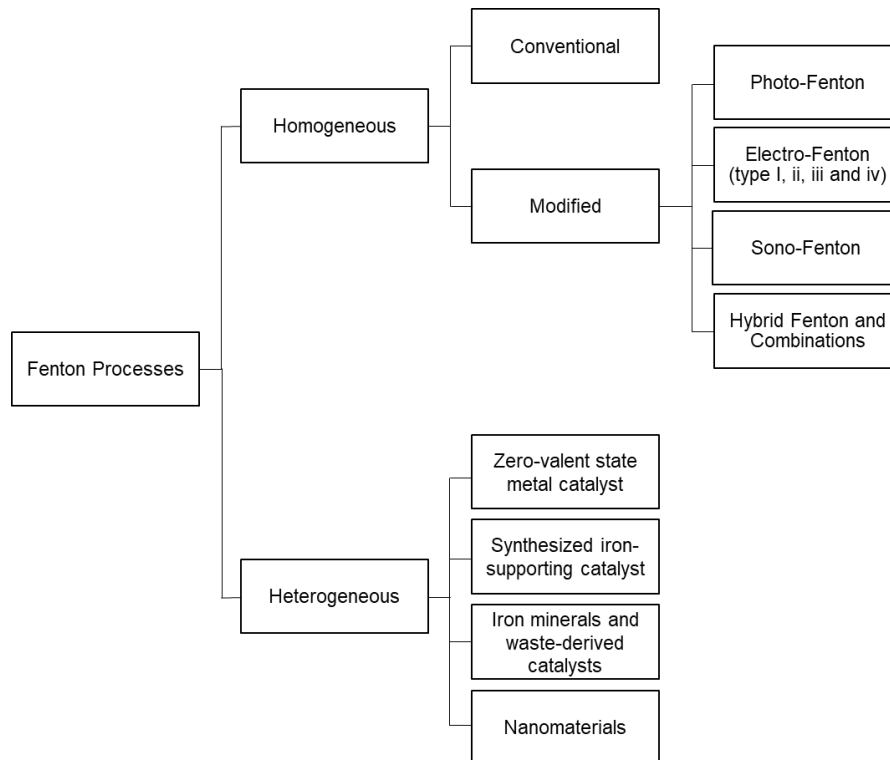 Fenton Processes
Homogeneous
Conventional
Modified
Photo-Fenton
Electro-Fenton
(type I, ii, iii and iv)
Sono-Fenton
Hybrid Fenton and
Combinations
Heterogeneous
Zero-valent state
metal catalyst
Synthesized iron-
supporting catalyst
Iron minerals and
waste-derived
catalysts
Nanomaterials